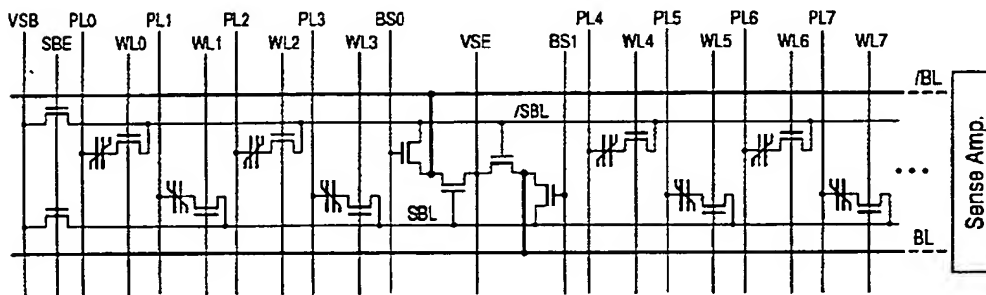 VSB PL0 PL1 PL2 PL3 BS0 PL4 PL5 PL6 PL7
SBE WL0 WL1 WL2 WL3 VSE BS1 WL4 WL5 WL6 WL7
/BL
/SBL
SBL
BL
Sense Amp.